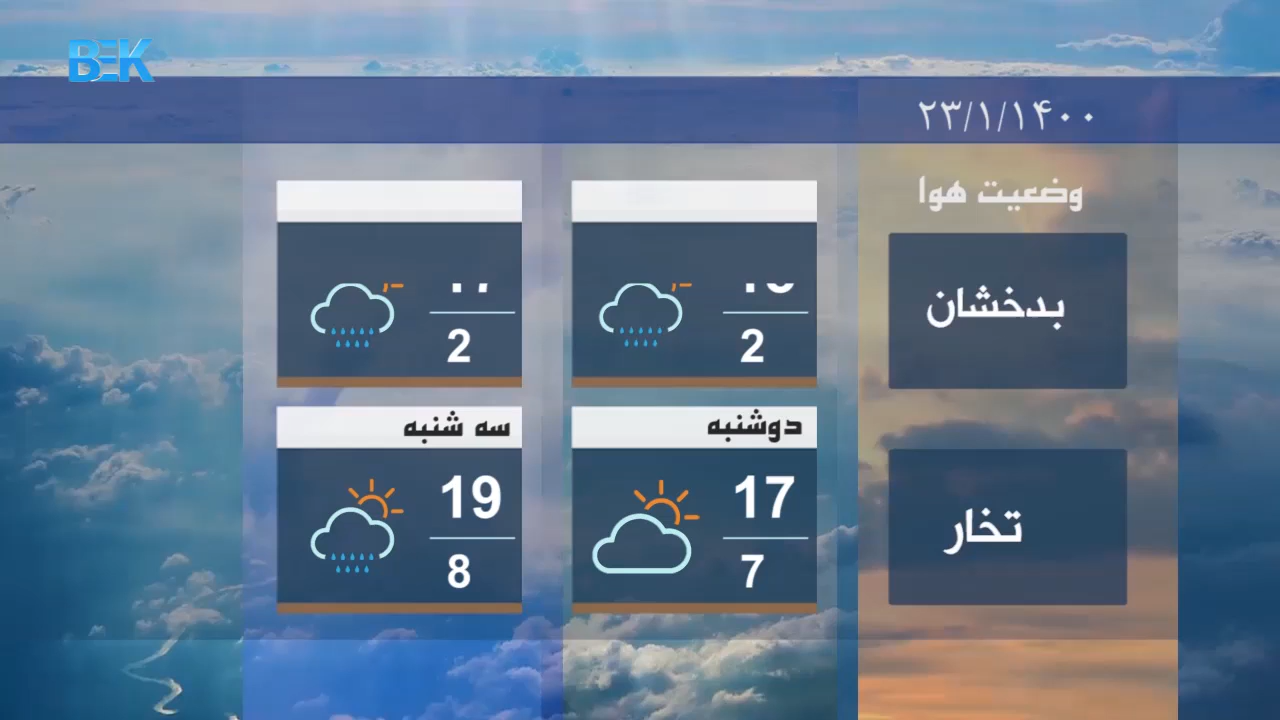 BEK
۲۳/۱/۱۴۰۰
وضعیت هوا
بدخشان
2
2
دوشنبه
سه شنبه
تخار
17
7
19
8